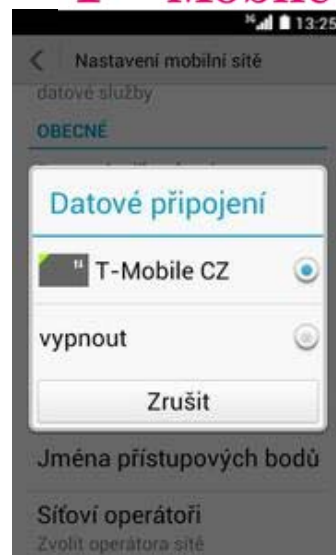 Mobile
13:25
Nastavení mobilní sítě
datové služby
OBECNÉ
Datové připojení
T-Mobile CZ
vypnout
Zrušit
Jména přístupových bodů
Síťoví operátoři
Zvolit operátora sítě